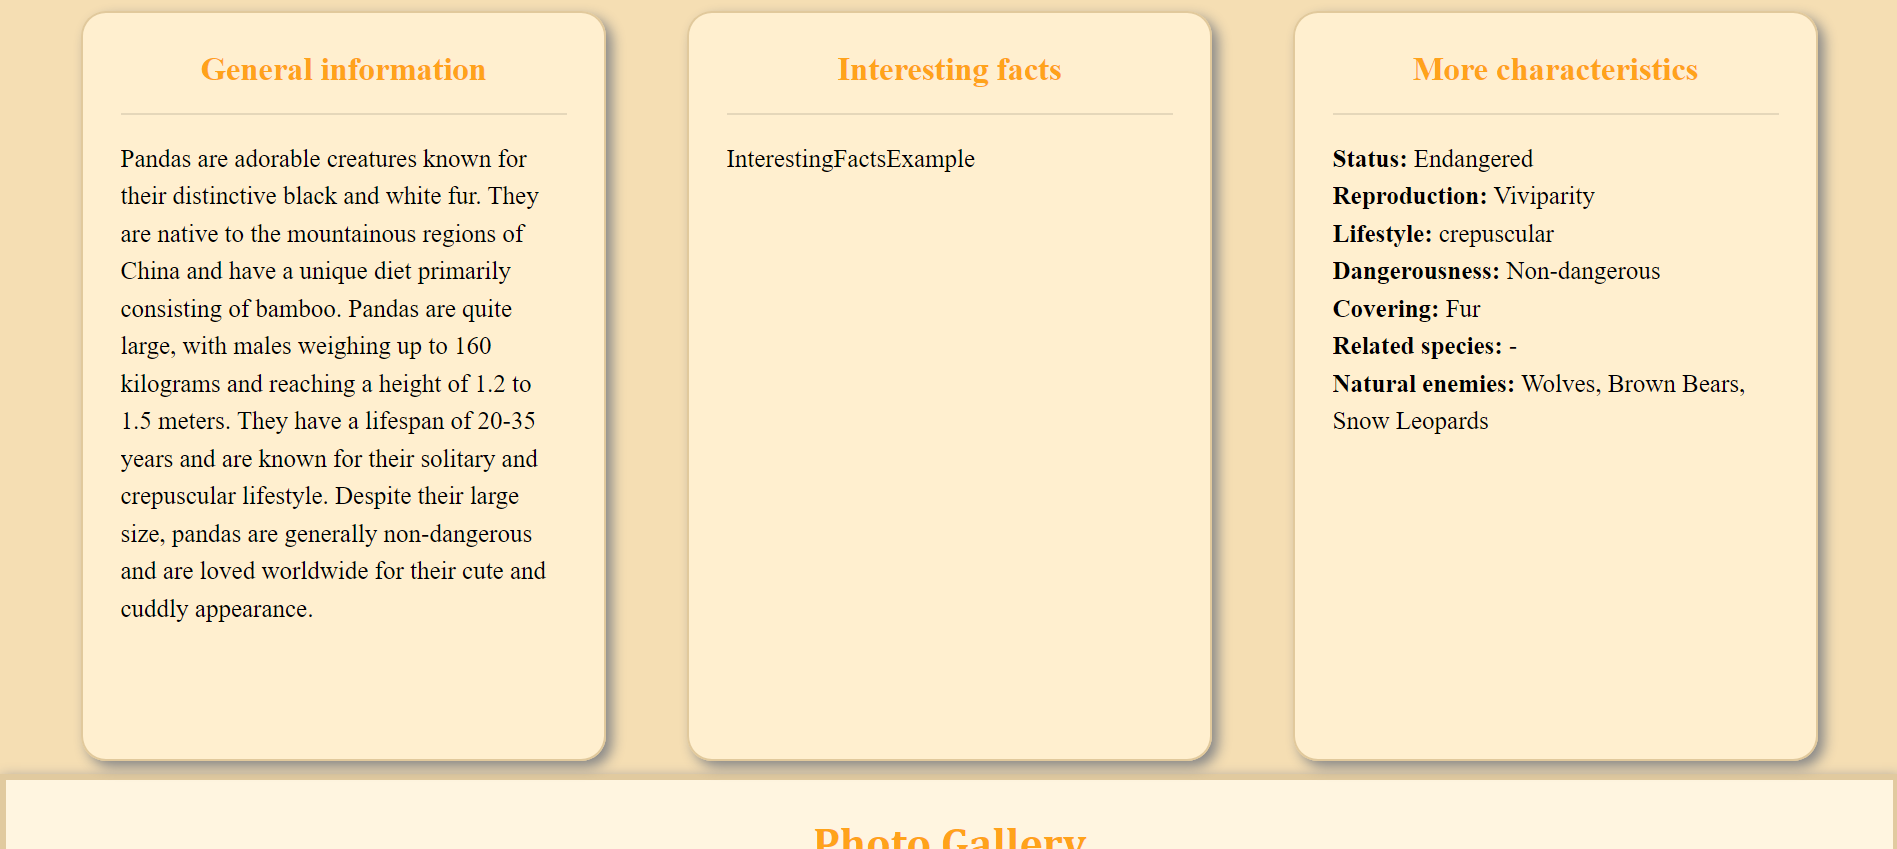 General information
Pandas are adorable creatures known for
their distinctive black and white fur. They
are native to the mountainous regions of
China and have a unique diet primarily
consisting of bamboo. Pandas are quite
large, with males weighing up to 160
kilograms and reaching a height of 1.2 to
1.5 meters. They have a lifespan of 20-35
years and are known for their solitary and
crepuscular lifestyle. Despite their large
size, pandas are generally non-dangerous
and are loved worldwide for their cute and
cuddly appearance.
Interesting facts
InterestingFactsExample
More characteristics
Status: Endangered
Reproduction: Viviparity
Lifestyle: crepuscular
Dangerousness: Non-dangerous
Covering: Fur
Related species: -
Natural enemies: Wolves, Brown Bears,
Snow Leopards
Photo Gallery